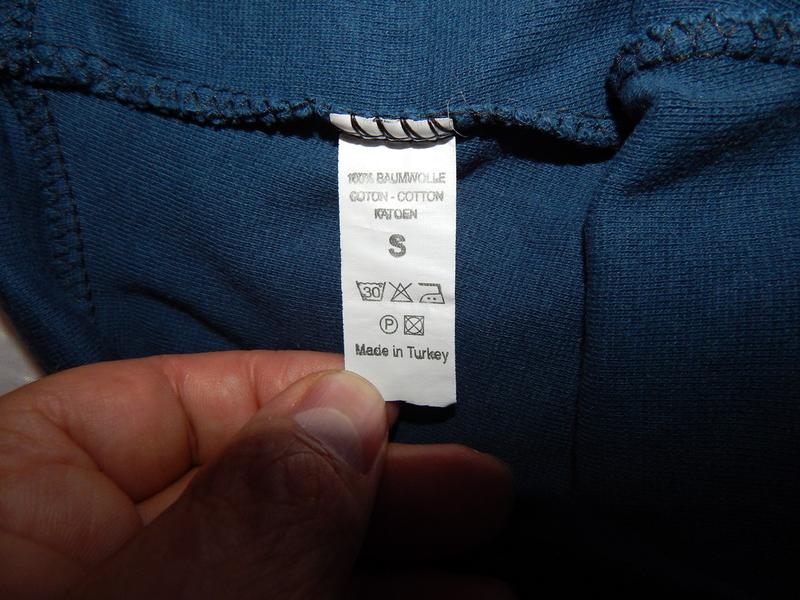 100% BAUMWOLLE
COTON - COTTON
KATOEN
S
30
P
Made in Turkey